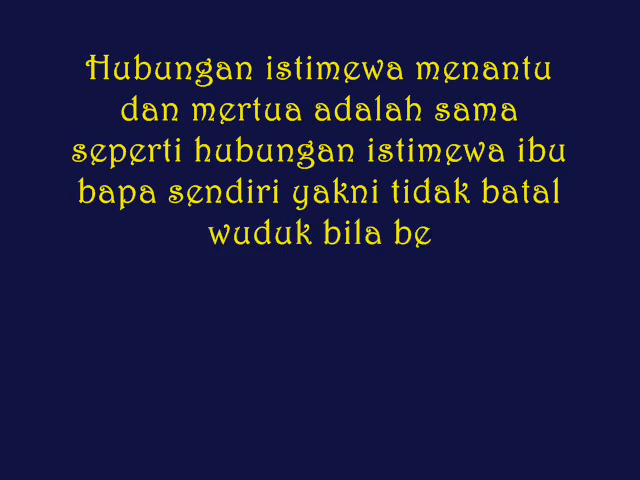 Hubungan istimewa menantu
dan mertua adalah sama
seperti hubungan istimewa ibu
bapa sendiri yakni tidak batal
wuduk bila be